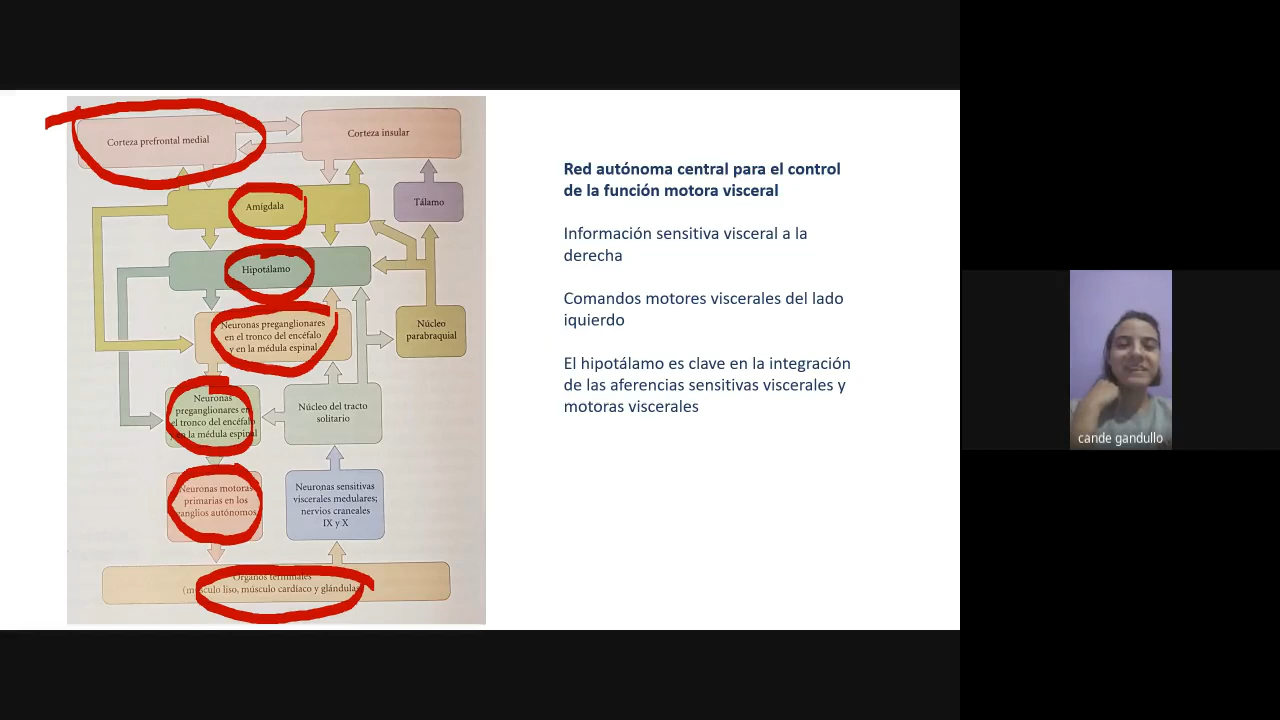 Corteza prefrontal medial
Corteza insular
Amígdala
Tálamo
Hipotálamo
Neuronas preganglionares
en el tronco del encéfalo
y en la médula espinal
Núcleo
parabraquial
Neuronas
preganglionares en
el tronco del encéfalo
y en la médula espinal
Núcleo del tracto
solitario
Neuronas motoras
primarias en los
ganglios autónomos
Neuronas sensitivas
viscerales medulares;
nervios craneales
IX y X
Órganos terminales
(músculo liso, músculo cardíaco y glándulas
Red autónoma central para el control
de la función motora visceral
Información sensitiva visceral a la
derecha
Comandos motores viscerales del lado
iquierdo
El hipotálamo es clave en la integración
de las aferencias sensitivas viscerales y
motoras viscerales
cande gandullo